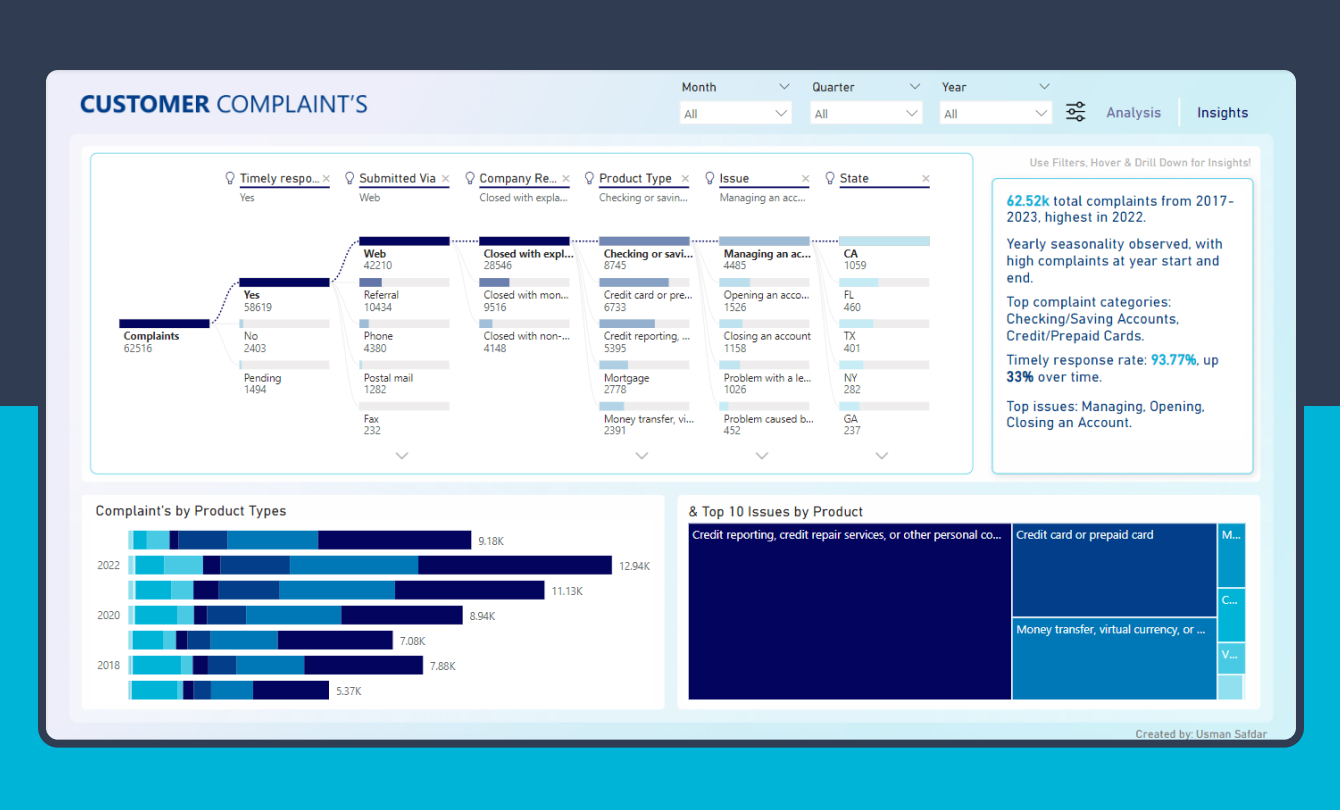 CUSTOMER COMPLAINT'S
Month
Quarter
Year
All
All
All
Analysis
Insights
Use Filters, Hover & Drill Down for Insights!
Timely respo...
Yes
Submitted Via
Web
Company Re...
Closed with expla...
Product Type
Checking or savin...
Issue
Managing an acc...
State
Complaints
62516
Yes
58619
No
2403
Pending
1494
Web
42210
Referral
10434
Phone
4380
Postal mail
1282
Fax
232
Closed with expl...
28546
Closed with mon...
9516
Closed with non-...
4148
Checking or savi...
8745
Credit card or pre...
6733
Credit reporting, ...
5395
Mortgage
2778
Money transfer, vi...
2391
Managing an ac...
4485
Opening an acco...
1526
Closing an account
1158
Problem with a le...
1026
Problem caused b...
452
CA
1059
FL
460
TX
401
NY
282
GA
237
62.52k total complaints from 2017-
2023, highest in 2022.
Yearly seasonality observed, with
high complaints at year start and
end.
Top complaint categories:
Checking/Saving Accounts,
Credit/Prepaid Cards.
Timely response rate: 93.77%, up
33% over time.
Top issues: Managing, Opening,
Closing an Account.
Complaint's by Product Types
9.18K
2022
12.94K
11.13K
2020
8.94K
7.08K
2018
7.88K
5.37K
& Top 10 Issues by Product
Credit reporting, credit repair services, or other personal co...
Credit card or prepaid card
Money transfer, virtual currency, or ...
M...
C...
V...
Created by: Usman Safdar